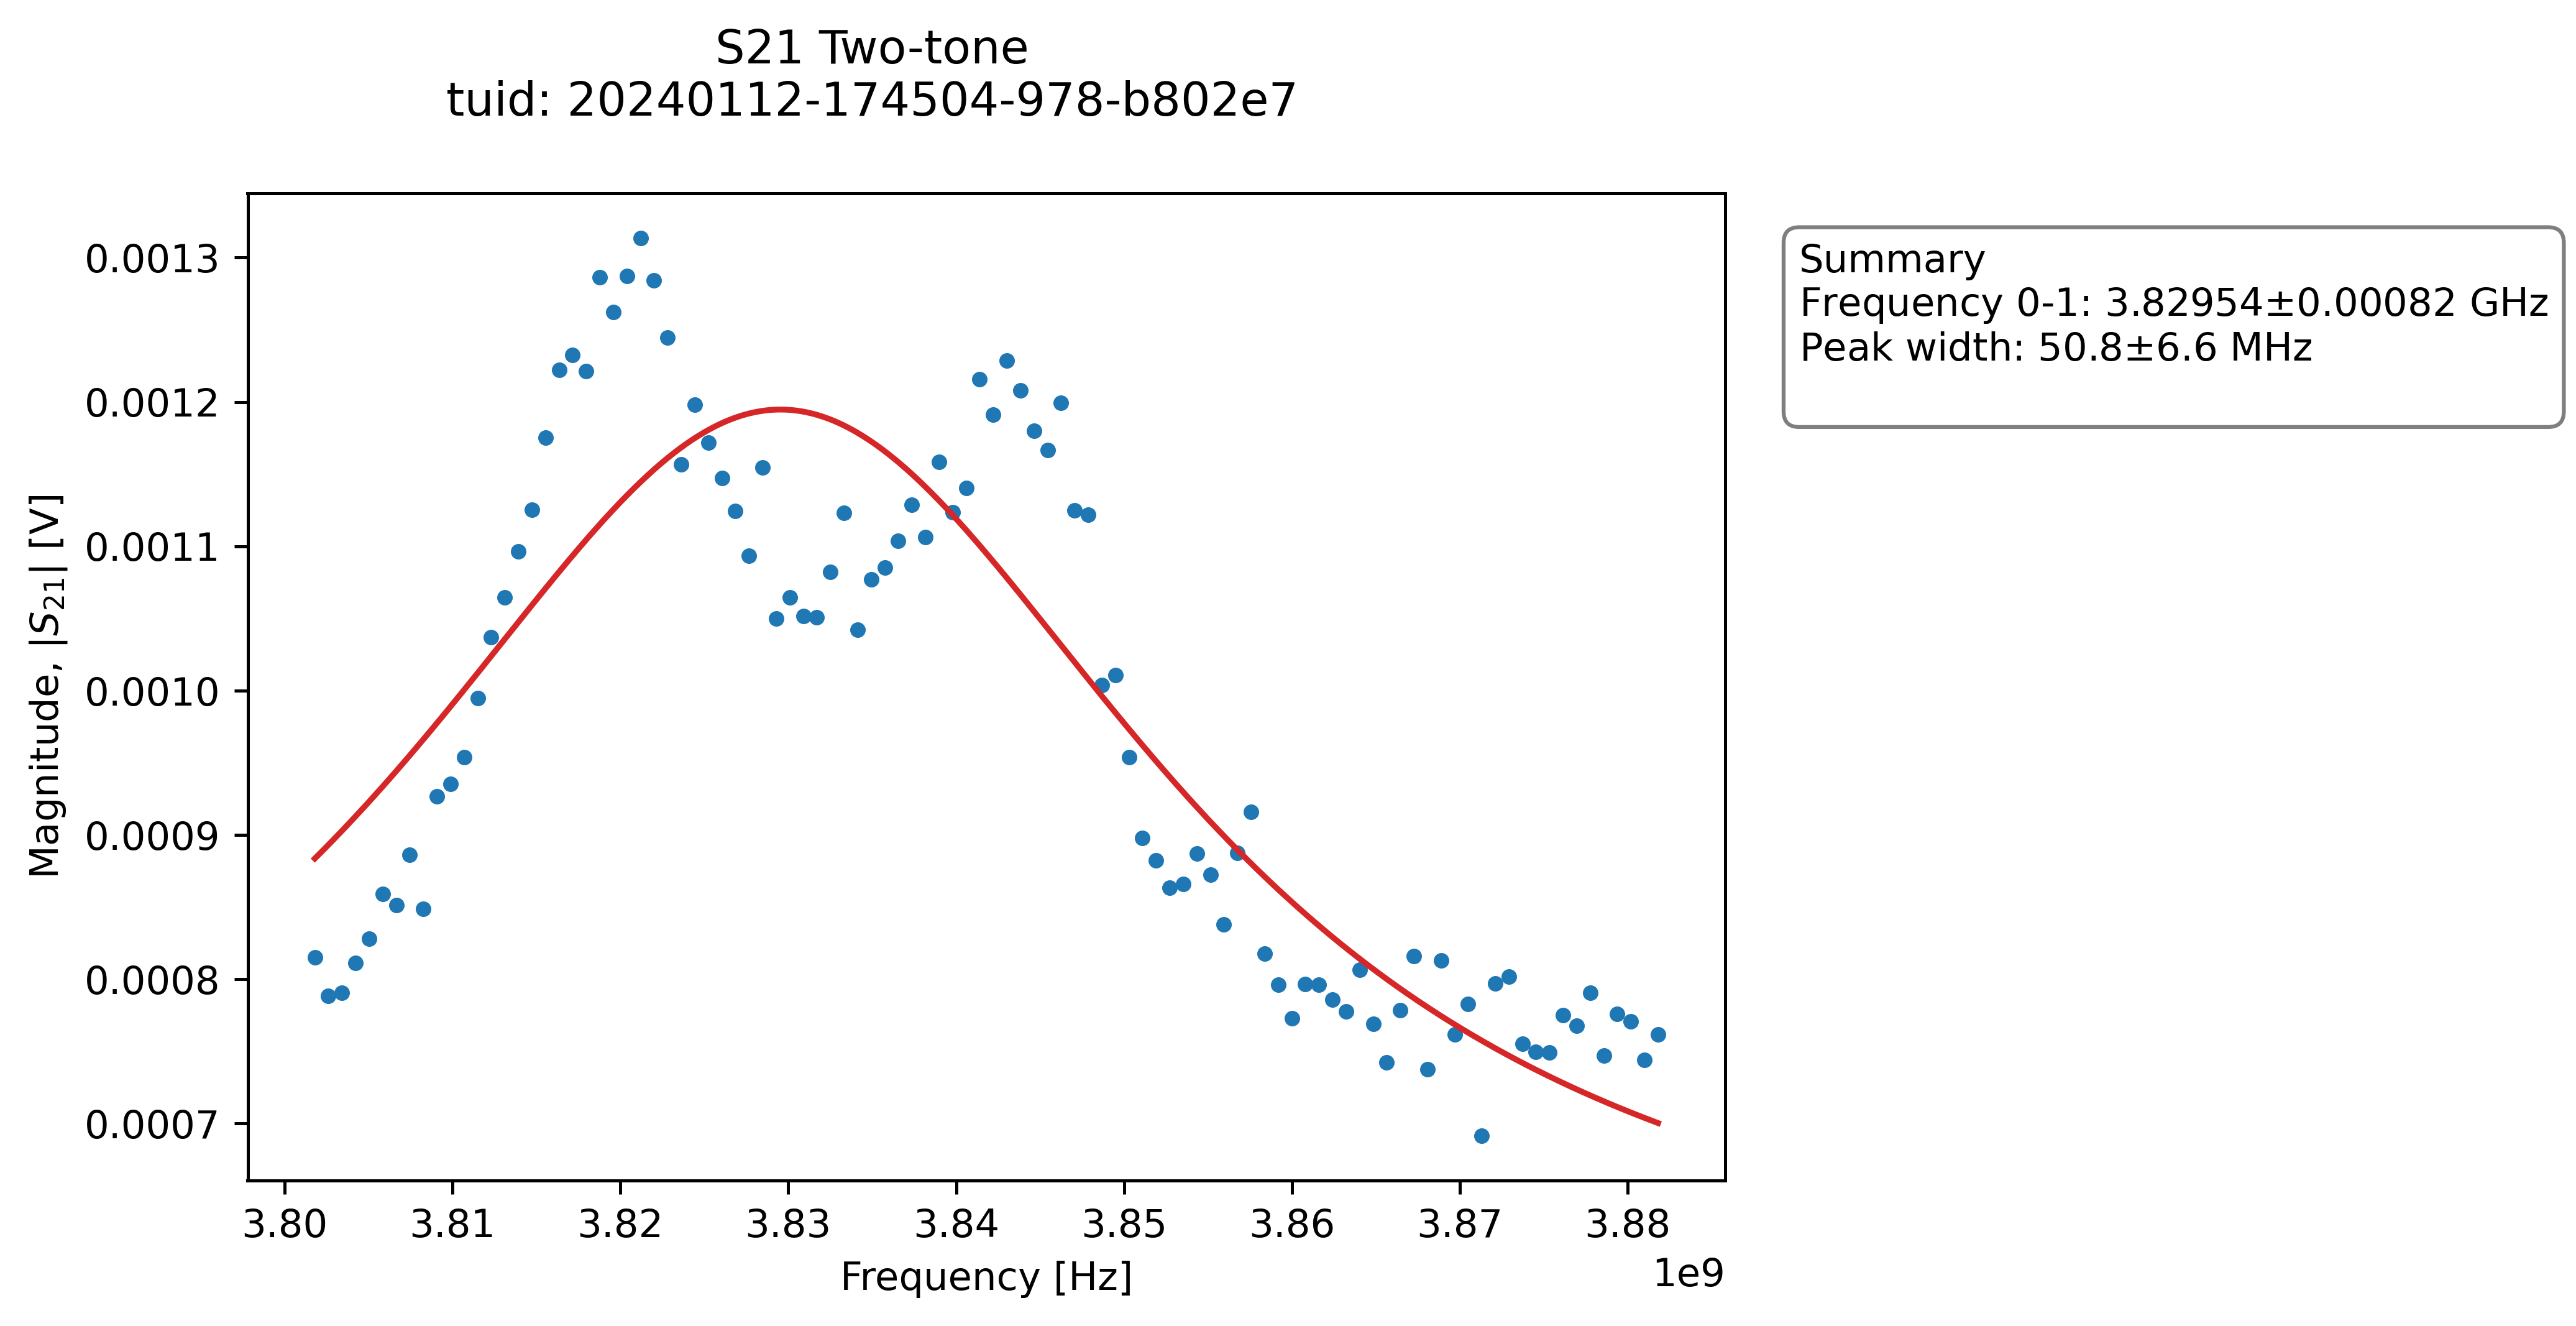 S21 Two-tone
tuid: 20240112-174504-978-b802e7
Summary
Frequency 0-1: 3.82954±0.00082 GHz
Peak width: 50.8±6.6 MHz
Magnitude, |S21| [V]
0.0013
0.0012
0.0011
0.0010
0.0009
0.0008
0.0007
3.80 3.81 3.82 3.83 3.84 3.85 3.86 3.87 3.88
1e9
Frequency [Hz]